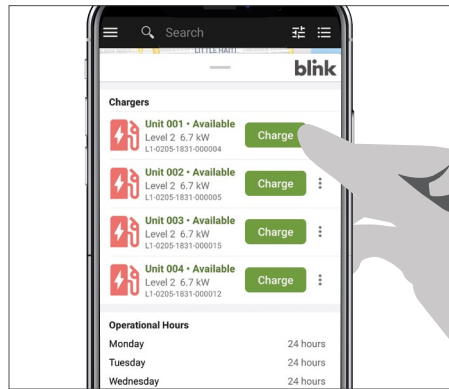 Search
LITTLE HAITI
blink
Chargers
Unit 001 • Available
Level 2 6.7 kW
L1-0205-1831-000004
Charge
Unit 002 • Available
Level 2 6.7 kW
L1-0205-1831-000005
Charge
Unit 003 • Available
Level 2 6.7 kW
L1-0205-1831-000015
Charge
Unit 004 • Available
Level 2 6.7 kW
L1-0205-1831-000012
Charge
Operational Hours
Monday 24 hours
Tuesday 24 hours
Wednesday 24 hours